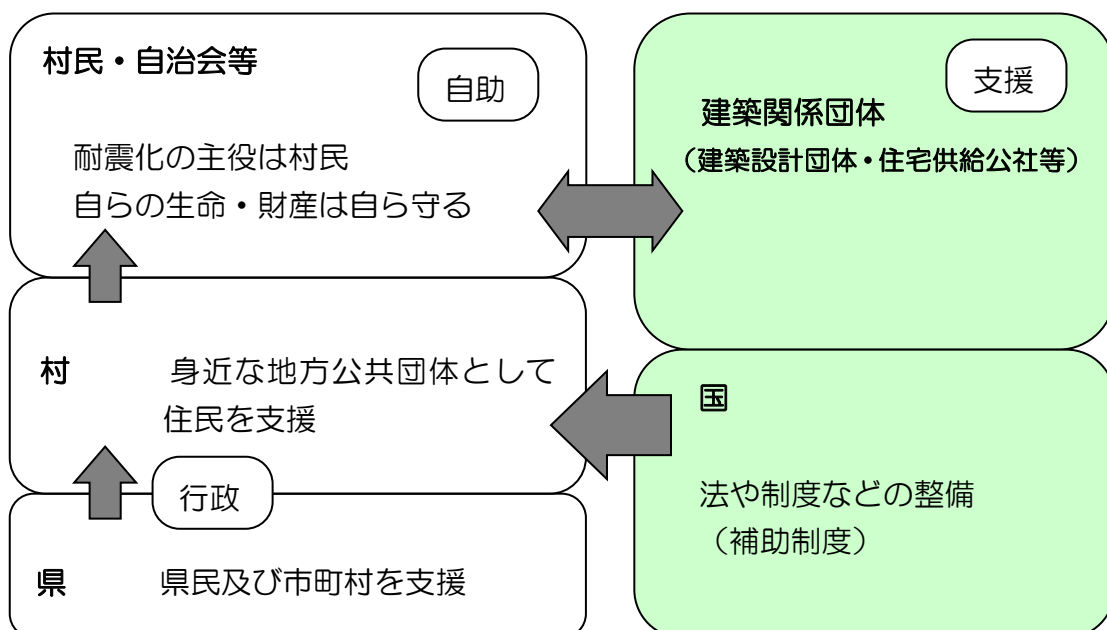 村民・自治会等
自助
耐震化の主役は村民
自らの生命・財産は自ら守る
支援
建築関係団体
（建築設計団体・住宅供給公社等）
村
身近な地方公共団体として
住民を支援
行政
県
県民及び市町村を支援
国
法や制度などの整備
（補助制度）